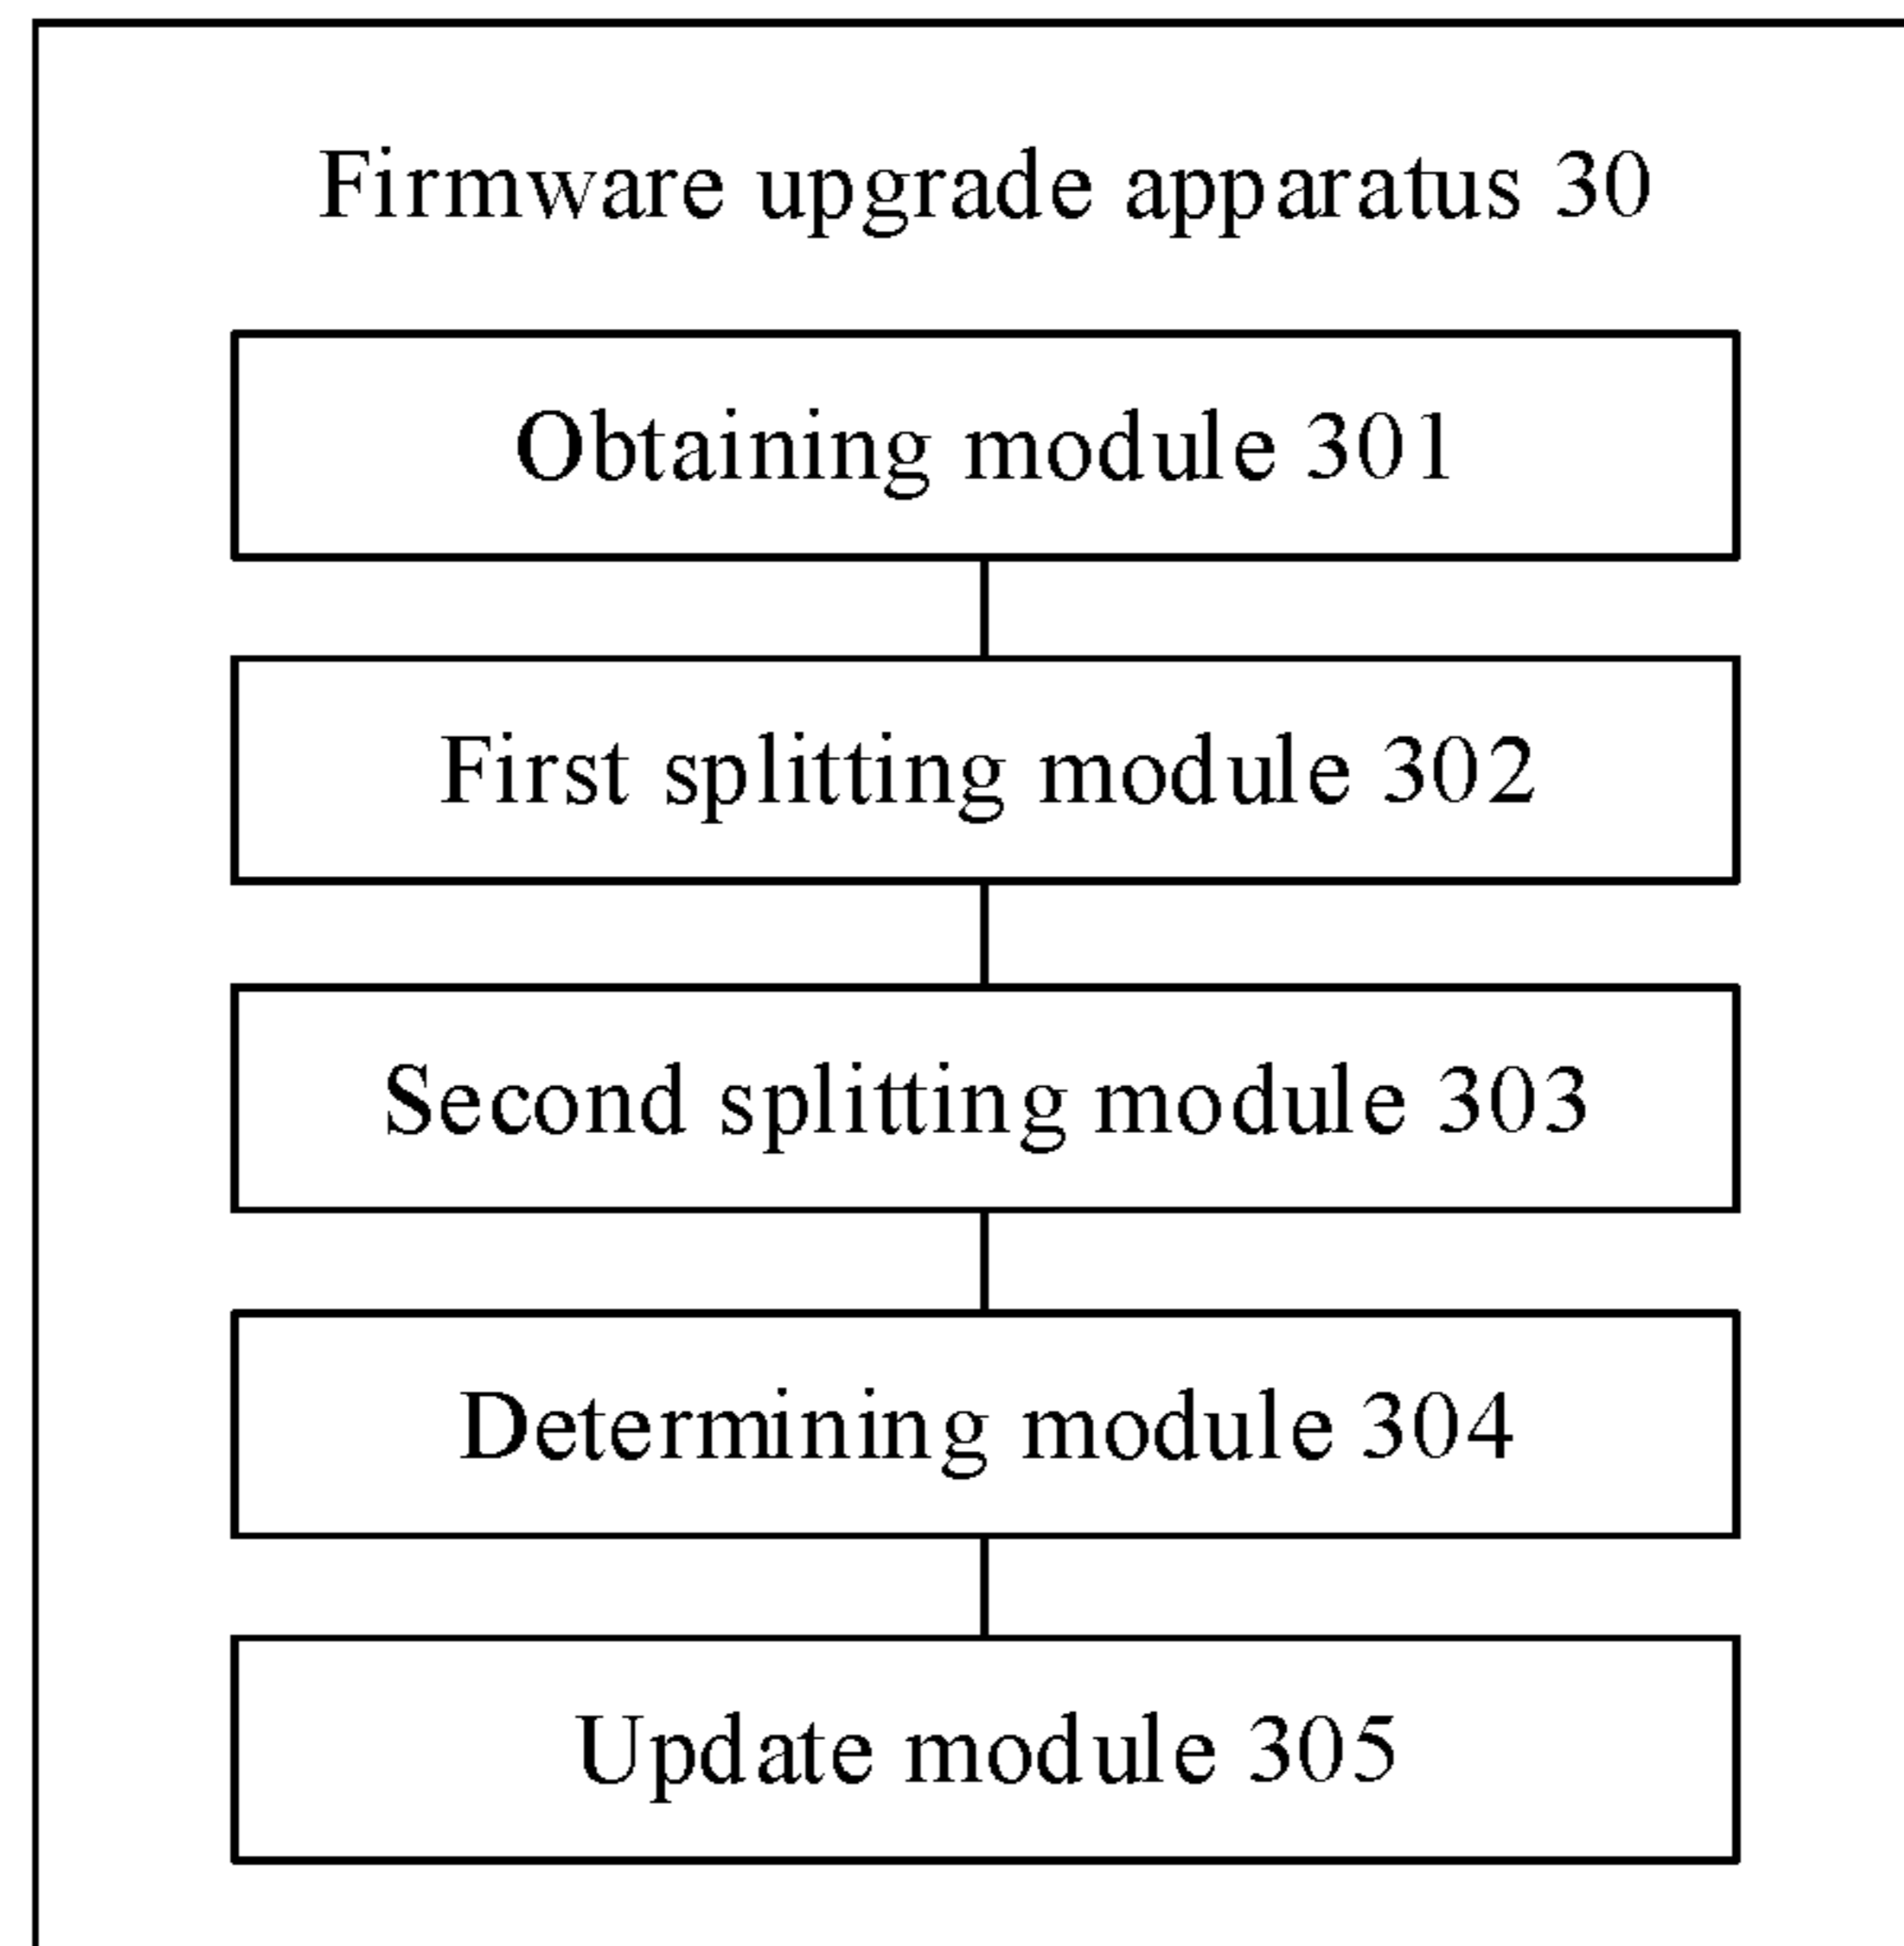 Firmware upgrade apparatus 30
Obtaining module 301
First splitting module 302
Second splitting module 303
Determining module 304
Update module 305